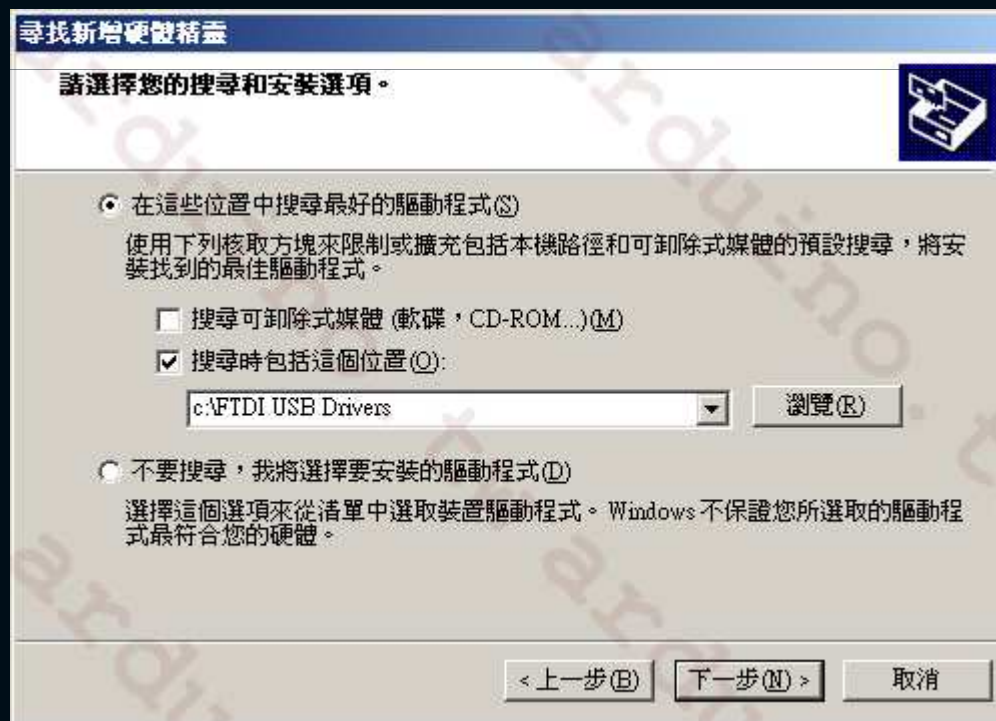 尋找新增硬體精靈
請選擇您的搜尋和安裝選項。
在這些位置中搜尋最好的驅動程式(S)
使用下列核取方塊來限制或擴充包括本機路徑和可卸除式媒體的預設搜尋，將安
裝找到的最佳驅動程式。
搜尋可卸除式媒體 (軟碟，CD-ROM...)(M)
搜尋時包括這個位置(O):
c:\FTDI USB Drivers
瀏覽(R)
不要搜尋，我將選擇要安裝的驅動程式(D)
選擇這個選項來從清單中選取裝置驅動程式。Windows 不保證您所選取的驅動程
式最符合您的硬體。
<上一步(B)
下一步(N) >
取消